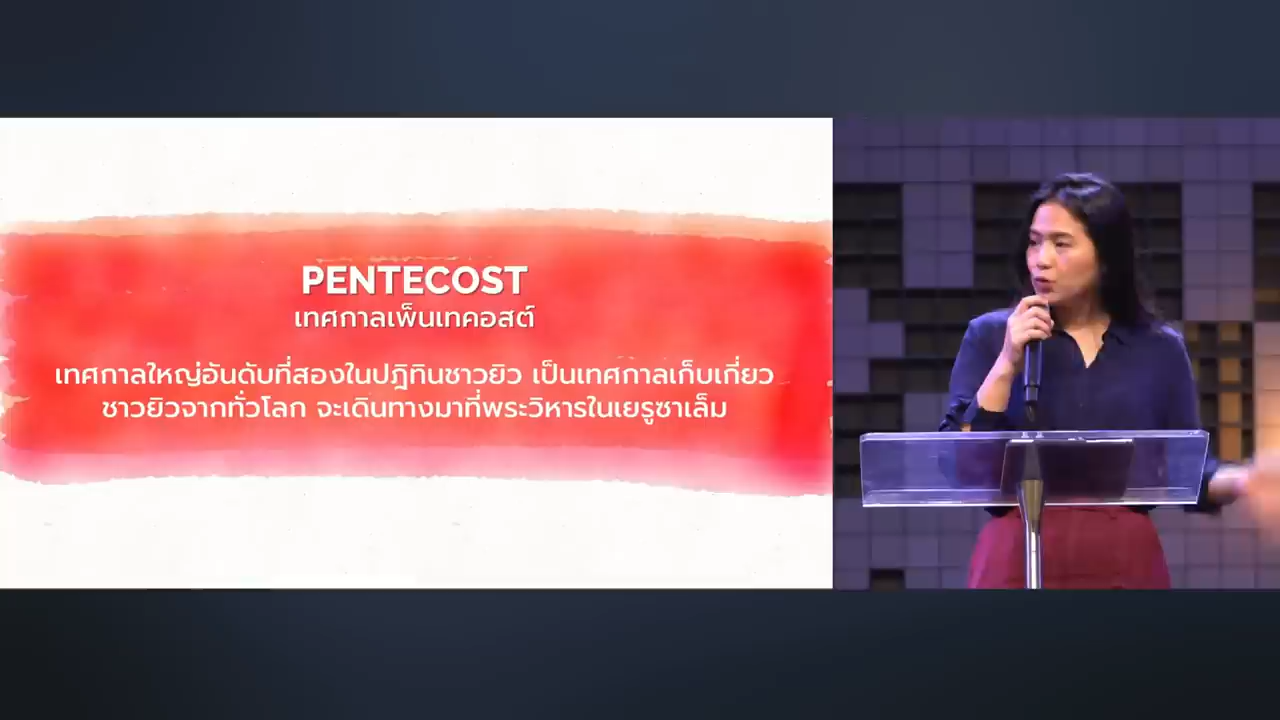 PENTECOST
เทศกาลเพ็นเทคอสต์
เทศกาลใหญ่อันดับที่สองในปฎิทินชาวยิว เป็นเทศกาลเก็บเกี่ยว
ชาวยิวจากทั่วโลก จะเดินทางมาที่พระวิหารในเยรูซาเล็ม